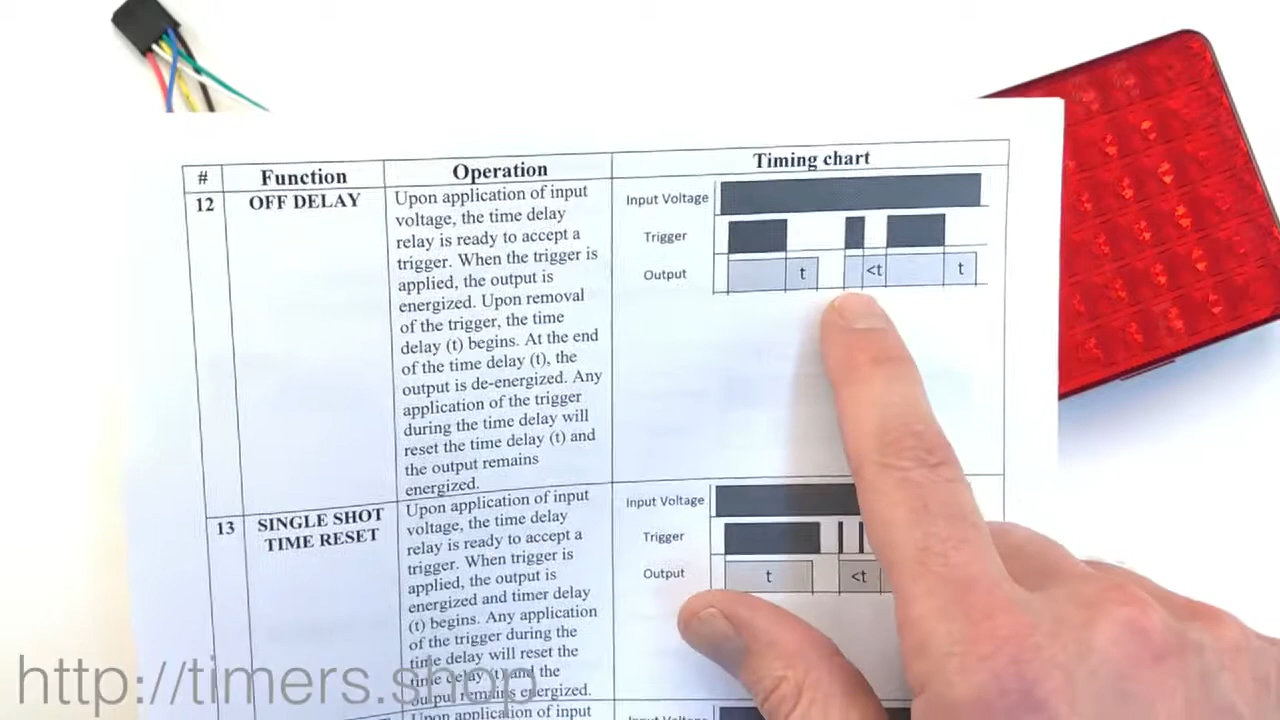 # Function Operation Timing chart
12 OFF DELAY
Upon application of input
voltage, the time delay
relay is ready to accept a
trigger. When the trigger is
applied, the output is
energized. Upon removal
of the trigger, the time
delay (t) begins. At the end
of the time delay (t), the
output is de-energized. Any
application of the trigger
during the time delay will
reset the time delay (t) and
the output remains
energized.
Input Voltage
Trigger
Output t <t t
13 SINGLE SHOT
TIME RESET
Upon application of input
voltage, the time delay
relay is ready to accept a
trigger. When trigger is
applied, the output is
energized and timer delay
(t) begins. Any application
of the trigger during the
time delay will reset the
time delay (t) and the
output remains energized.
Input Voltage
Trigger
Output t <t
Upon application of input
Input Voltage
http://timers.shop